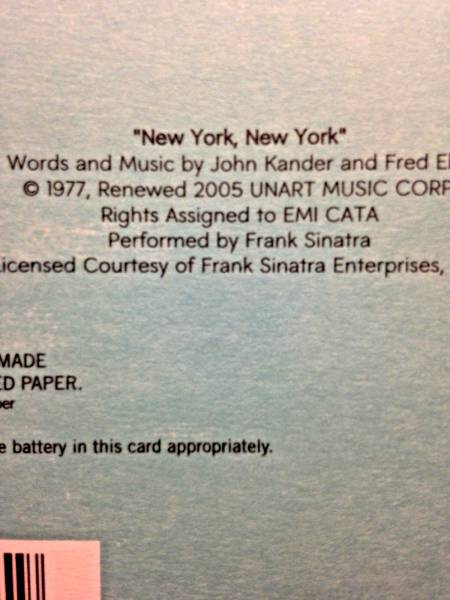 "New York, New York"
Words and Music by John Kander and Fred
© 1977, Renewed 2005 UNART MUSIC CORP
Rights Assigned to EMI CATA
Performed by Frank Sinatra
Licensed Courtesy of Frank Sinatra Enterprises,
MADE
PAPER.
battery in this card appropriately.